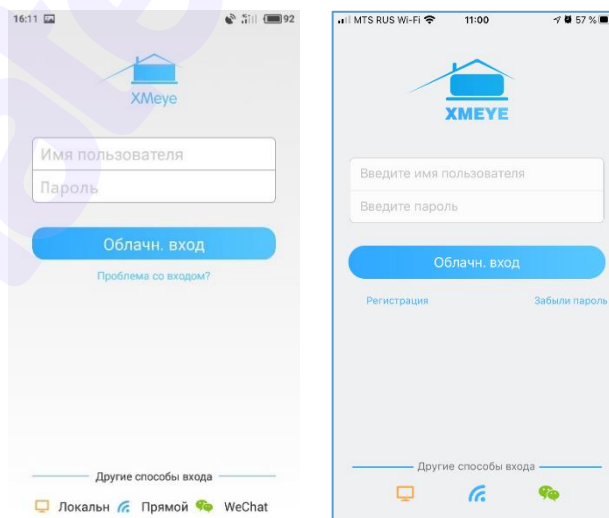 16:11 92
XMeye
Имя пользователя
Пароль
Облачн. вход
Проблема со входом?
Другие способы входа
Локальн Прямой WeChat
MTS RUS Wi-Fi 11:00 57 %
XMEYE
Введите имя пользователя
Введите пароль
Облачн. вход
Регистрация Забыли пароль
Другие способы входа